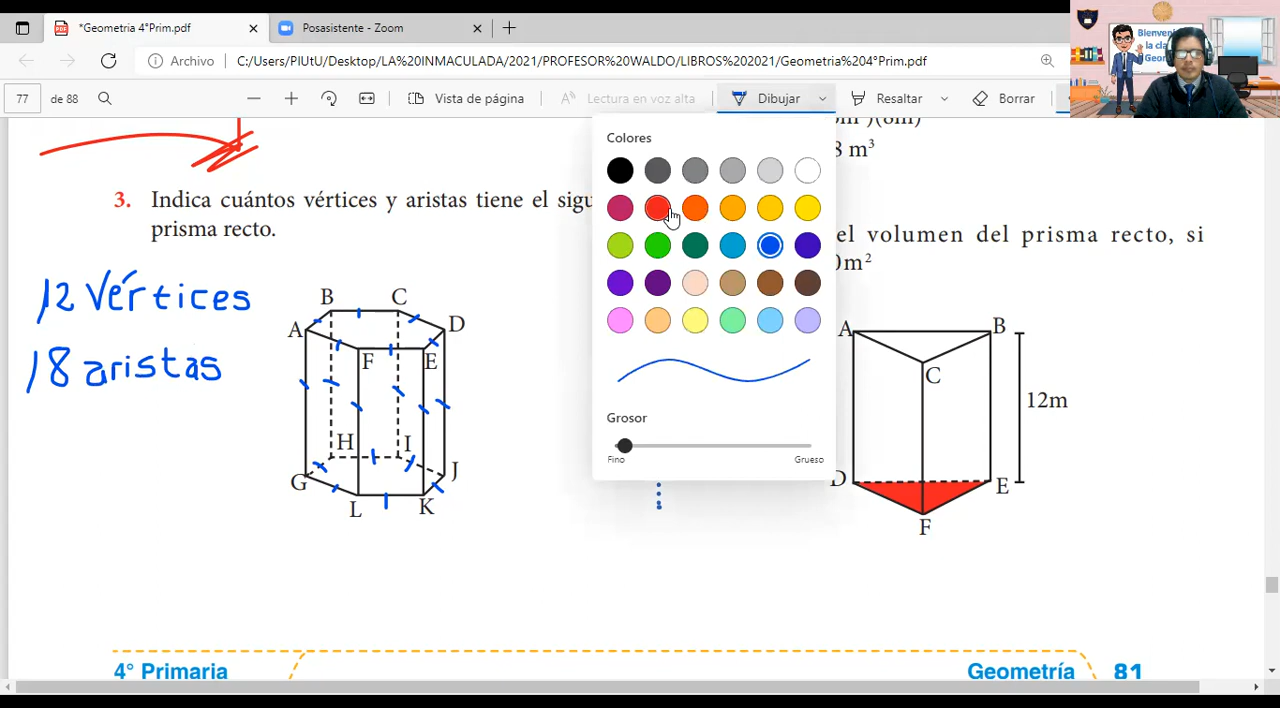 *Geometria 4°Prim.pdf
Posasistente - Zoom
Archivo
C:/Users/PIUtU/Desktop/LA%20INMACULADA/2021/PROFESOR%20WALDO/LIBROS%202021/Geometria%204°Prim.pdf
77 de 88
Vista de página
Lectura en voz alta
Dibujar
Resaltar
Borrar
Colores
Grosor
Fino
Grueso
3. Indica cuántos vértices y aristas tiene el sigu
prisma recto.
12 vértices
18 aristas
B C
A D
F E
H I
G J
L K
8 m³
el volumen del prisma recto, si
0m²
A B
C
12m
D E
F
4° Primaria
Geometría 81